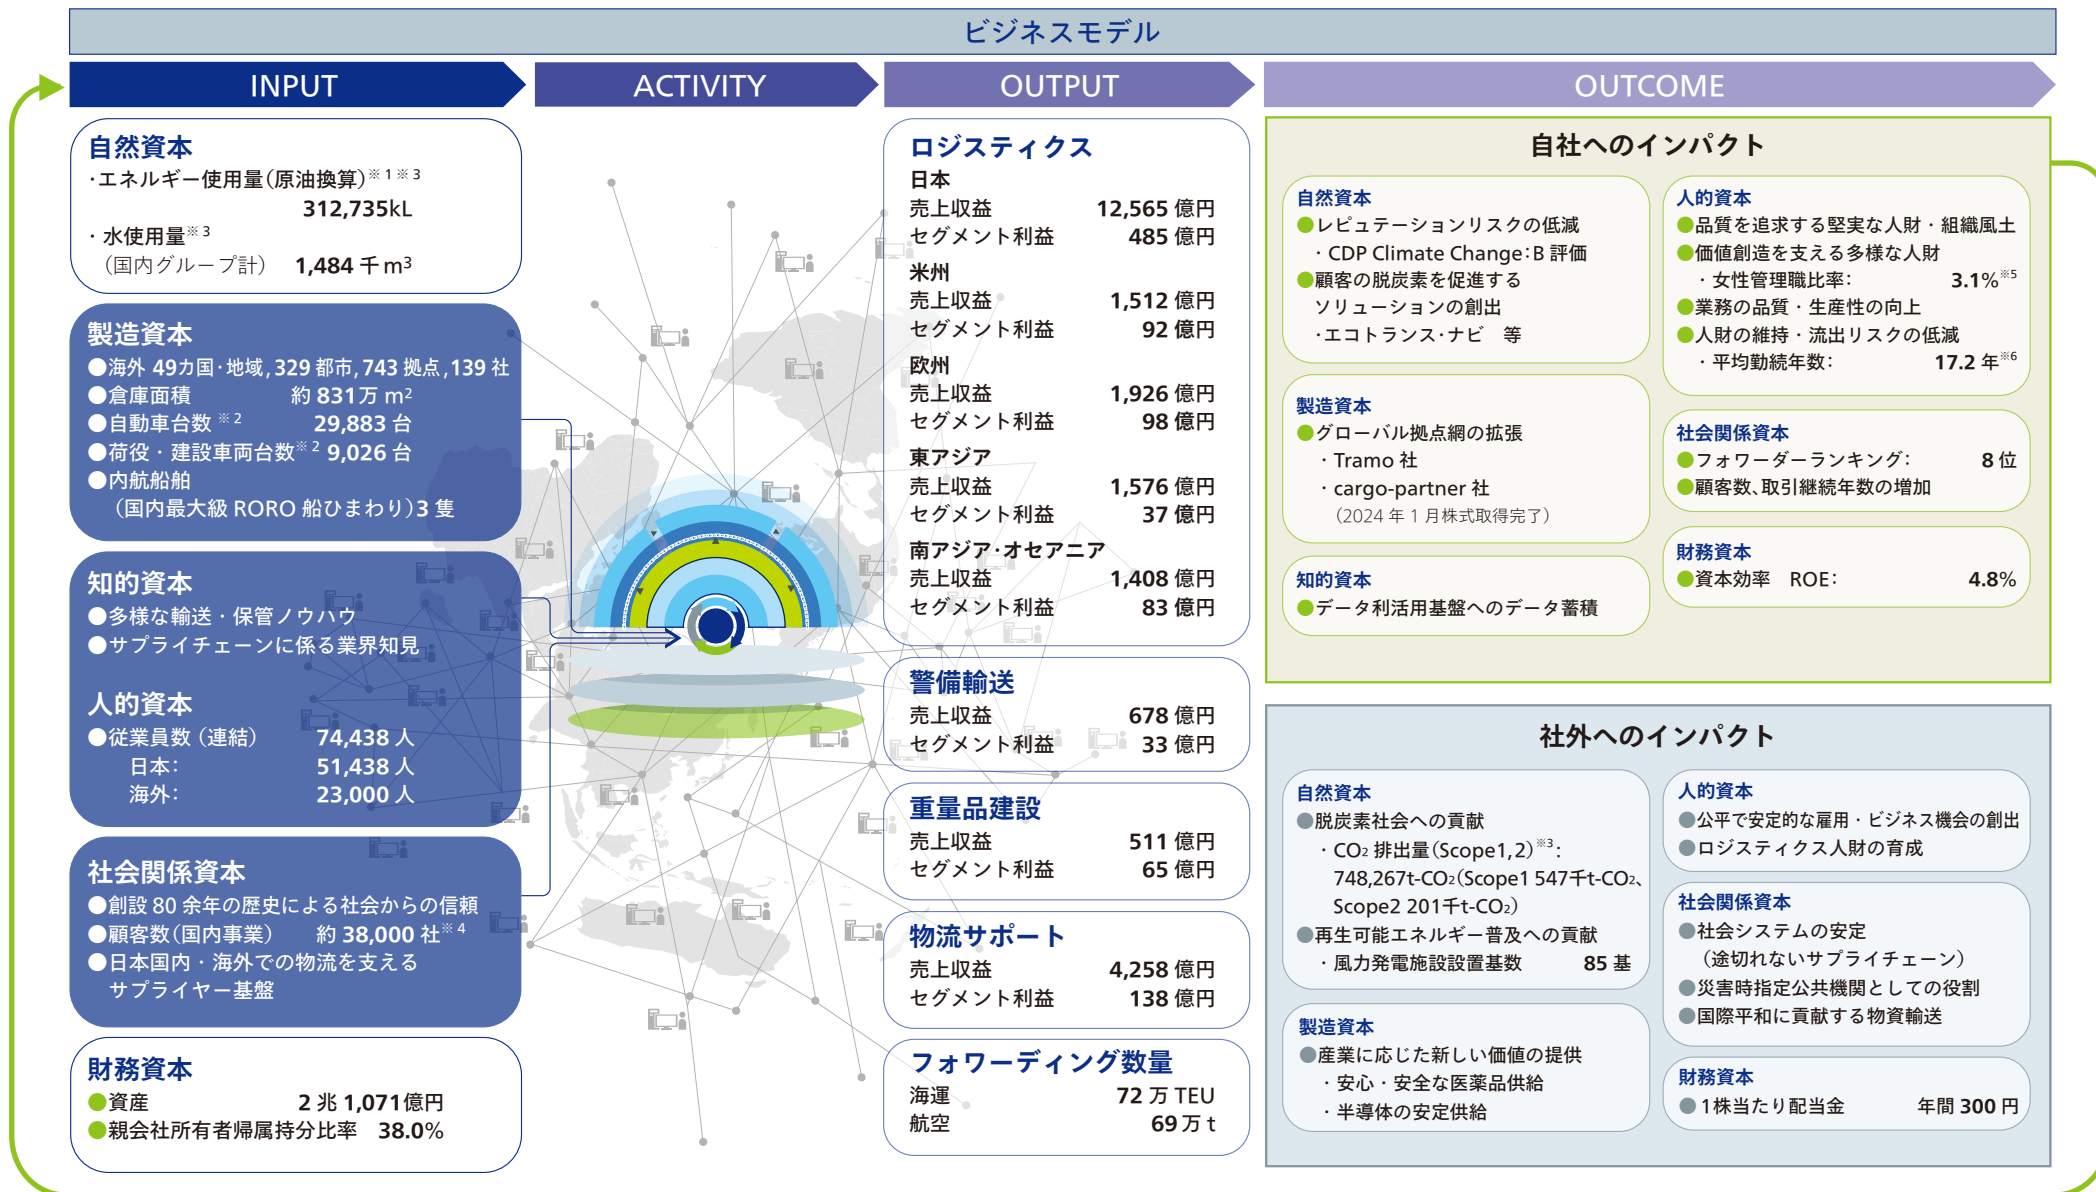 ビジネスモデル
INPUT
ACTIVITY
OUTPUT
OUTCOME
自然資本
・エネルギー使用量(原油換算)※1※3
312,735kL
・水使用量※3
(国内グループ計) 1,484 千m³
製造資本
●海外 49カ国・地域, 329 都市, 743 拠点, 139 社
●倉庫面積 約 831万 m²
●自動車台数※2 29,883 台
●荷役・建設車両台数※2 9,026 台
●内航船舶
(国内最大級 RORO 船ひまわり)3 隻
知的資本
●多様な輸送・保管ノウハウ
●サプライチェーンに係る業界知見
人的資本
●従業員数(連結) 74,438 人
日本: 51,438 人
海外: 23,000 人
社会関係資本
●創設 80 余年の歴史による社会からの信頼
●顧客数(国内事業) 約 38,000 社※4
●日本国内・海外での物流を支える
サプライヤー基盤
財務資本
●資産 2 兆 1,071億円
●親会社所有者帰属持分比率 38.0%
ロジスティクス
日本
売上収益 12,565 億円
セグメント利益 485 億円
米州
売上収益 1,512 億円
セグメント利益 92 億円
欧州
売上収益 1,926 億円
セグメント利益 98 億円
東アジア
売上収益 1,576 億円
セグメント利益 37 億円
南アジア・オセアニア
売上収益 1,408 億円
セグメント利益 83 億円
警備輸送
売上収益 678 億円
セグメント利益 33 億円
重量品建設
売上収益 511 億円
セグメント利益 65 億円
物流サポート
売上収益 4,258 億円
セグメント利益 138 億円
フォワーディング数量
海運 72 万 TEU
航空 69 万 t
自社へのインパクト
自然資本
●レピュテーションリスクの低減
・CDP Climate Change:B 評価
●顧客の脱炭素を促進する
ソリューションの創出
・エコトランス・ナビ 等
製造資本
●グローバル拠点網の拡張
・Tramo 社
・cargo-partner 社
(2024 年 1 月株式取得完了)
知的資本
●データ利活用基盤へのデータ蓄積
人的資本
●品質を追求する堅実な人財・組織風土
●価値創造を支える多様な人財
・女性管理職比率: 3.1%※5
●業務の品質・生産性の向上
●人財の維持・流出リスクの低減
・平均勤続年数: 17.2 年※6
社会関係資本
●フォワーダーランキング: 8 位
●顧客数、取引継続年数の増加
財務資本
●資本効率 ROE: 4.8%
社外へのインパクト
自然資本
●脱炭素社会への貢献
・CO₂ 排出量(Scope1,2)※3:
748,267t-CO₂(Scope1 547千t-CO₂、
Scope2 201千t-CO₂)
●再生可能エネルギー普及への貢献
・風力発電施設設置基数 85 基
製造資本
●産業に応じた新しい価値の提供
・安心・安全な医薬品供給
・半導体の安定供給
人的資本
●公平で安定的な雇用・ビジネス機会の創出
●ロジスティクス人財の育成
社会関係資本
●社会システムの安定
(途切れないサプライチェーン)
●災害時指定公共機関としての役割
●国際平和に貢献する物資輸送
財務資本
●1株当たり配当金 年間 300 円